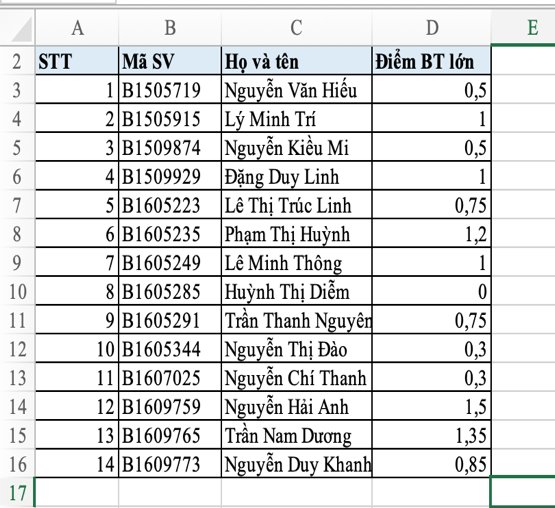 A B C D E
2 STT Mã SV Họ và tên Điểm BT lớn
3 1 B1505719 Nguyễn Văn Hiếu 0,5
4 2 B1505915 Lý Minh Trí 1
5 3 B1509874 Nguyễn Kiều Mi 0,5
6 4 B1509929 Đặng Duy Linh 1
7 5 B1605223 Lê Thị Trúc Linh 0,75
8 6 B1605235 Phạm Thị Huỳnh 1,2
9 7 B1605249 Lê Minh Thông 1
10 8 B1605285 Huỳnh Thị Diễm 0
11 9 B1605291 Trần Thanh Nguyên 0,75
12 10 B1605344 Nguyễn Thị Đào 0,3
13 11 B1607025 Nguyễn Chí Thanh 0,3
14 12 B1609759 Nguyễn Hải Anh 1,5
15 13 B1609765 Trần Nam Dương 1,35
16 14 B1609773 Nguyễn Duy Khanh 0,85
17